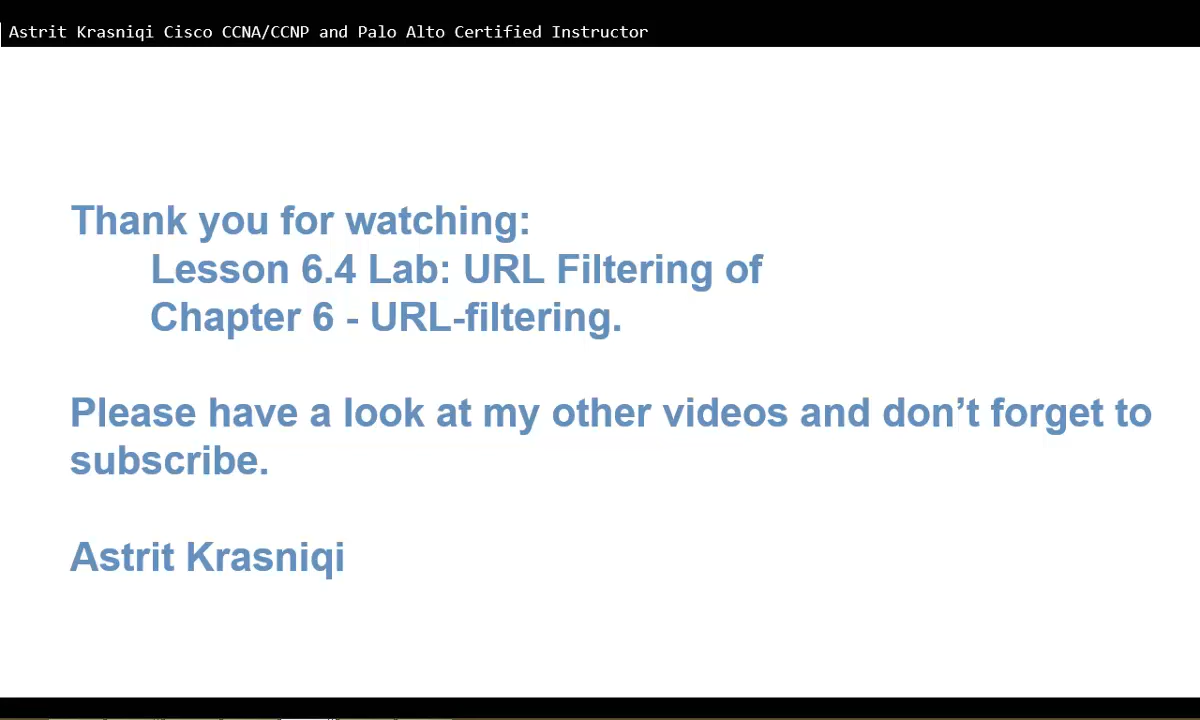 Astrit Krasniqi Cisco CCNA/CCNP and Palo Alto Certified Instructor
Thank you for watching:
Lesson 6.4 Lab: URL Filtering of
Chapter 6 - URL-filtering.
Please have a look at my other videos and don’t forget to
subscribe.
Astrit Krasniqi